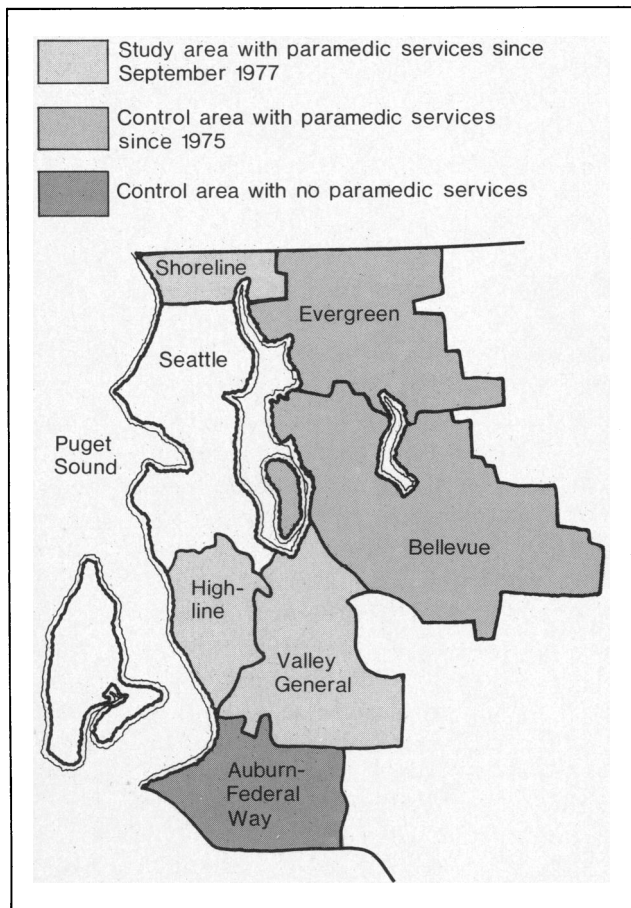 Study area with paramedic services since
September 1977
Control area with paramedic services
since 1975
Control area with no paramedic services
Shoreline
Evergreen
Seattle
Puget
Sound
Bellevue
High-
line
Valley
General
Auburn-
Federal
Way